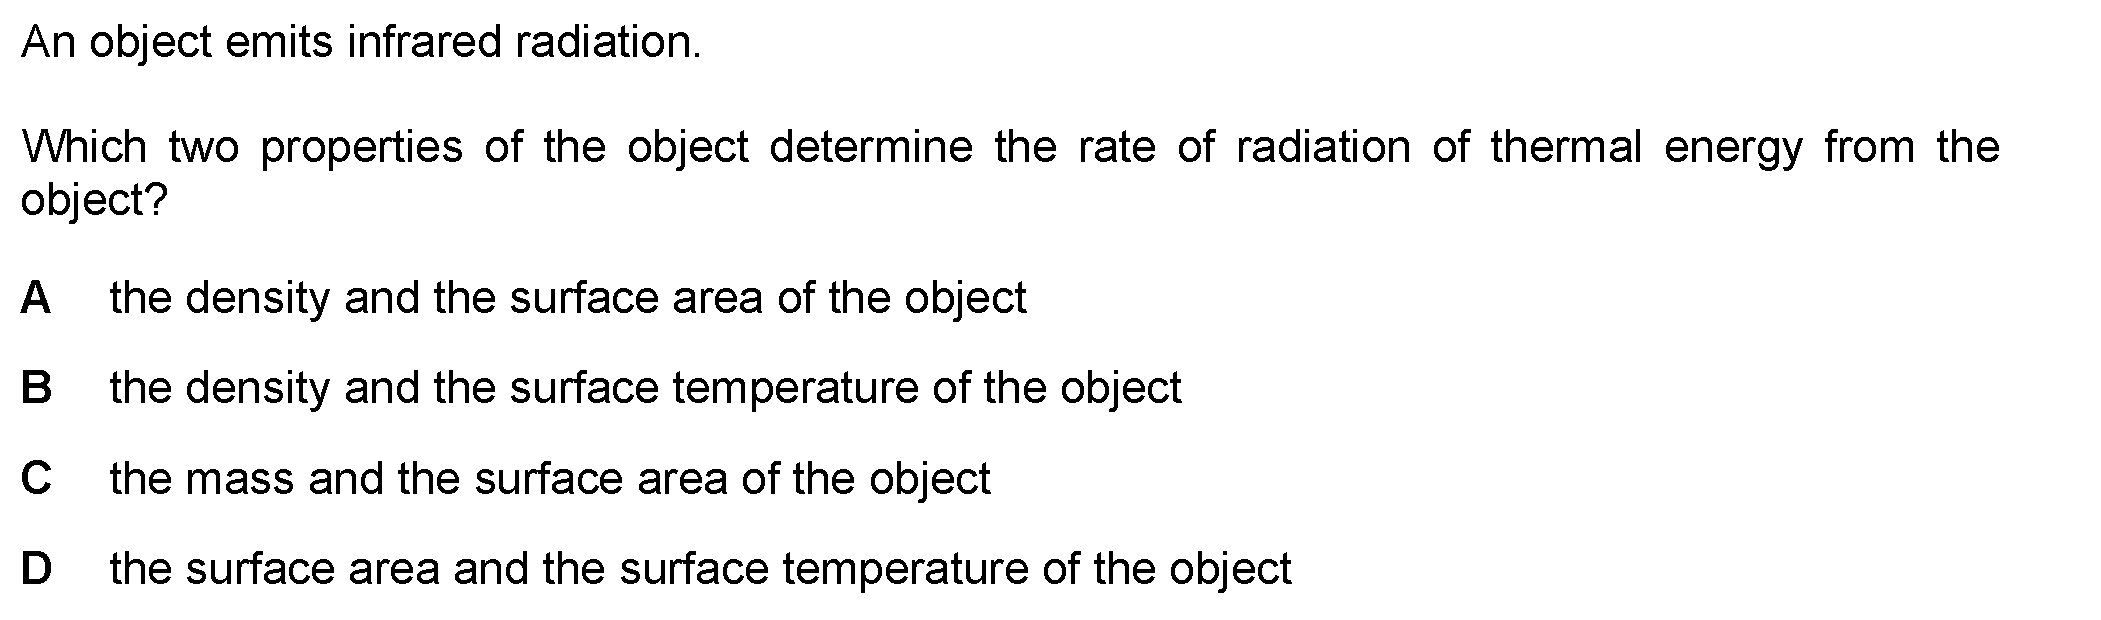 An object emits infrared radiation.
Which two properties of the object determine the rate of radiation of thermal energy from the
object?
A the density and the surface area of the object
B the density and the surface temperature of the object
C the mass and the surface area of the object
D the surface area and the surface temperature of the object